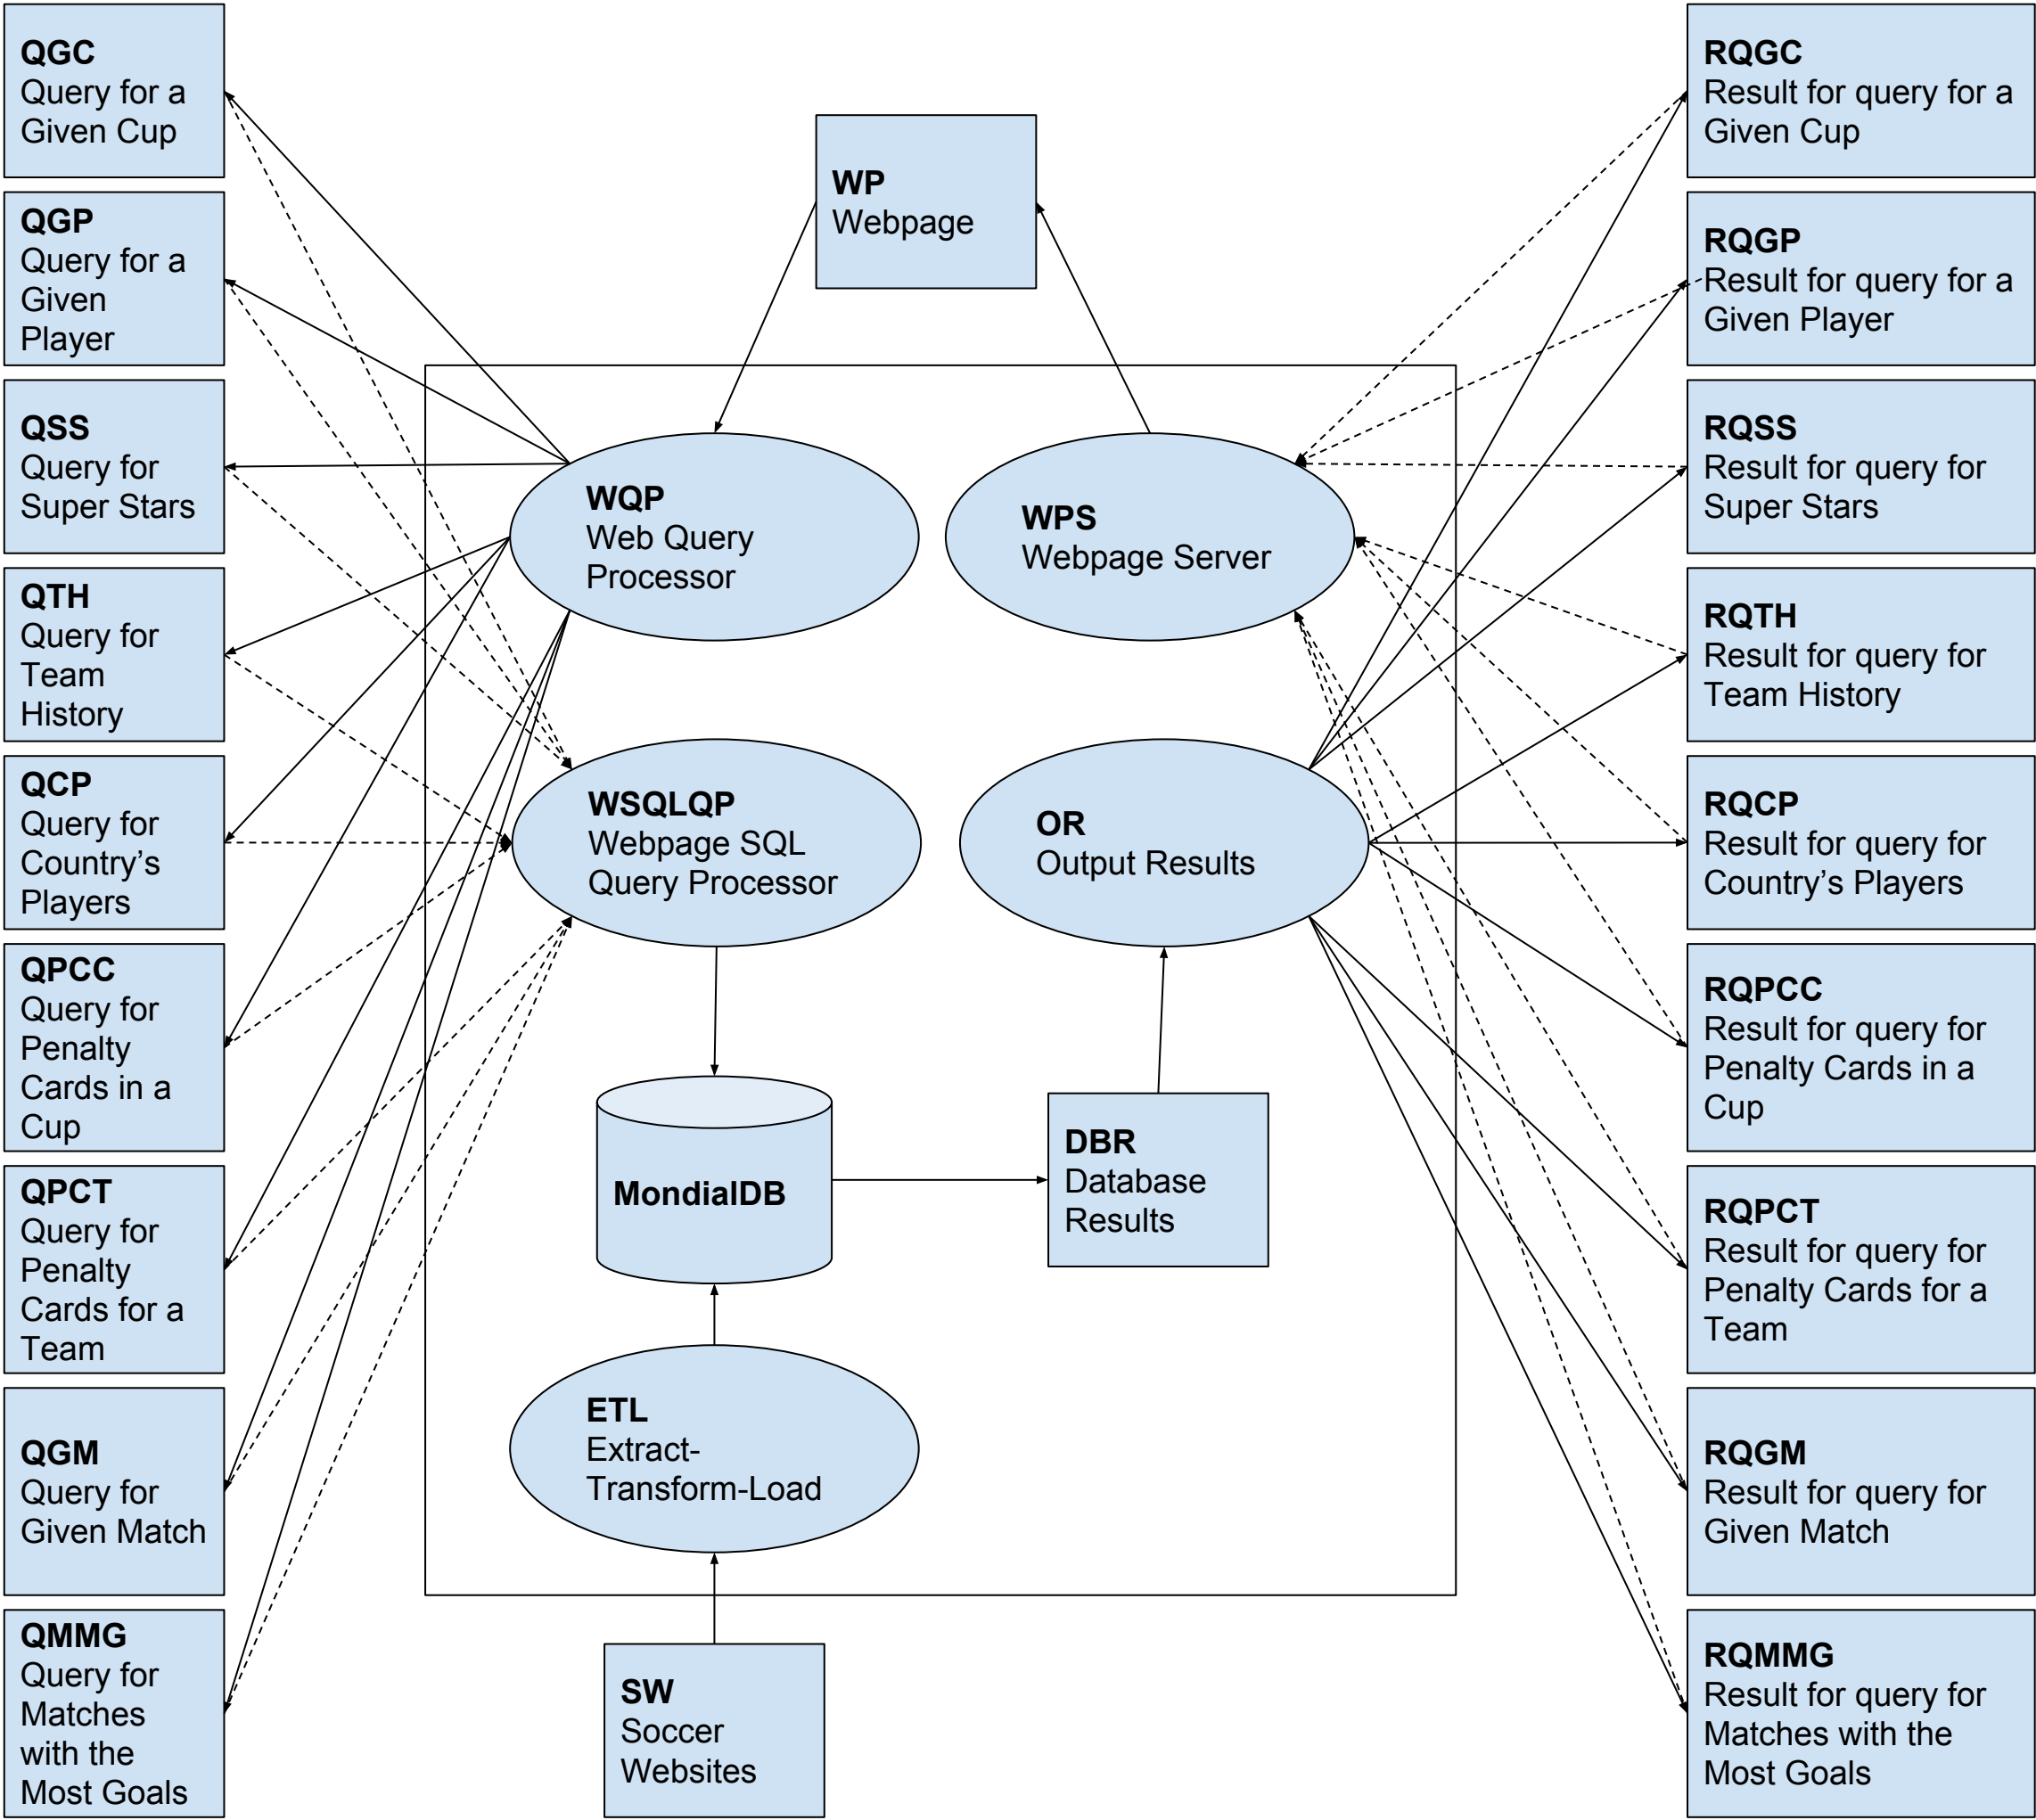 QGC
Query for a
Given Cup
QGP
Query for a
Given
Player
QSS
Query for
Super Stars
QTH
Query for
Team
History
QCP
Query for
Country’s
Players
QPCC
Query for
Penalty
Cards in a
Cup
QPCT
Query for
Penalty
Cards for a
Team
QGM
Query for
Given Match
QMMG
Query for
Matches
with the
Most Goals
WP
Webpage
WQP
Web Query
Processor
WPS
Webpage Server
WSQLQP
Webpage SQL
Query Processor
OR
Output Results
MondialDB
DBR
Database
Results
ETL
Extract-
Transform-Load
SW
Soccer
Websites
RQGC
Result for query for a
Given Cup
RQGP
Result for query for a
Given Player
RQSS
Result for query for
Super Stars
RQTH
Result for query for
Team History
RQCP
Result for query for
Country’s Players
RQPCC
Result for query for
Penalty Cards in a
Cup
RQPCT
Result for query for
Penalty Cards for a
Team
RQGM
Result for query for
Given Match
RQMMG
Result for query for
Matches with the
Most Goals